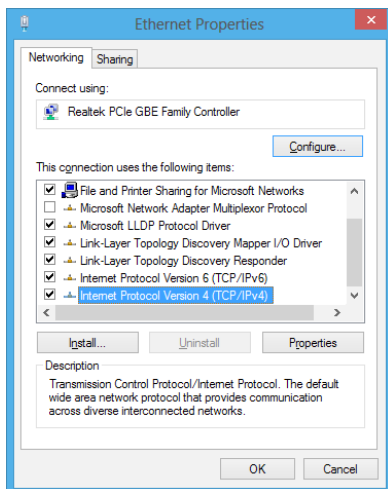 Ethernet Properties
Networking
Sharing
Connect using:
Realtek PCIe GBE Family Controller
Configure...
This connection uses the following items:
File and Printer Sharing for Microsoft Networks
Microsoft Network Adapter Multiplexor Protocol
Microsoft LLDP Protocol Driver
Link-Layer Topology Discovery Mapper I/O Driver
Link-Layer Topology Discovery Responder
Internet Protocol Version 6 (TCP/IPv6)
Internet Protocol Version 4 (TCP/IPv4)
Install...
Uninstall
Properties
Description
Transmission Control Protocol/Internet Protocol. The default
wide area network protocol that provides communication
across diverse interconnected networks.
OK
Cancel